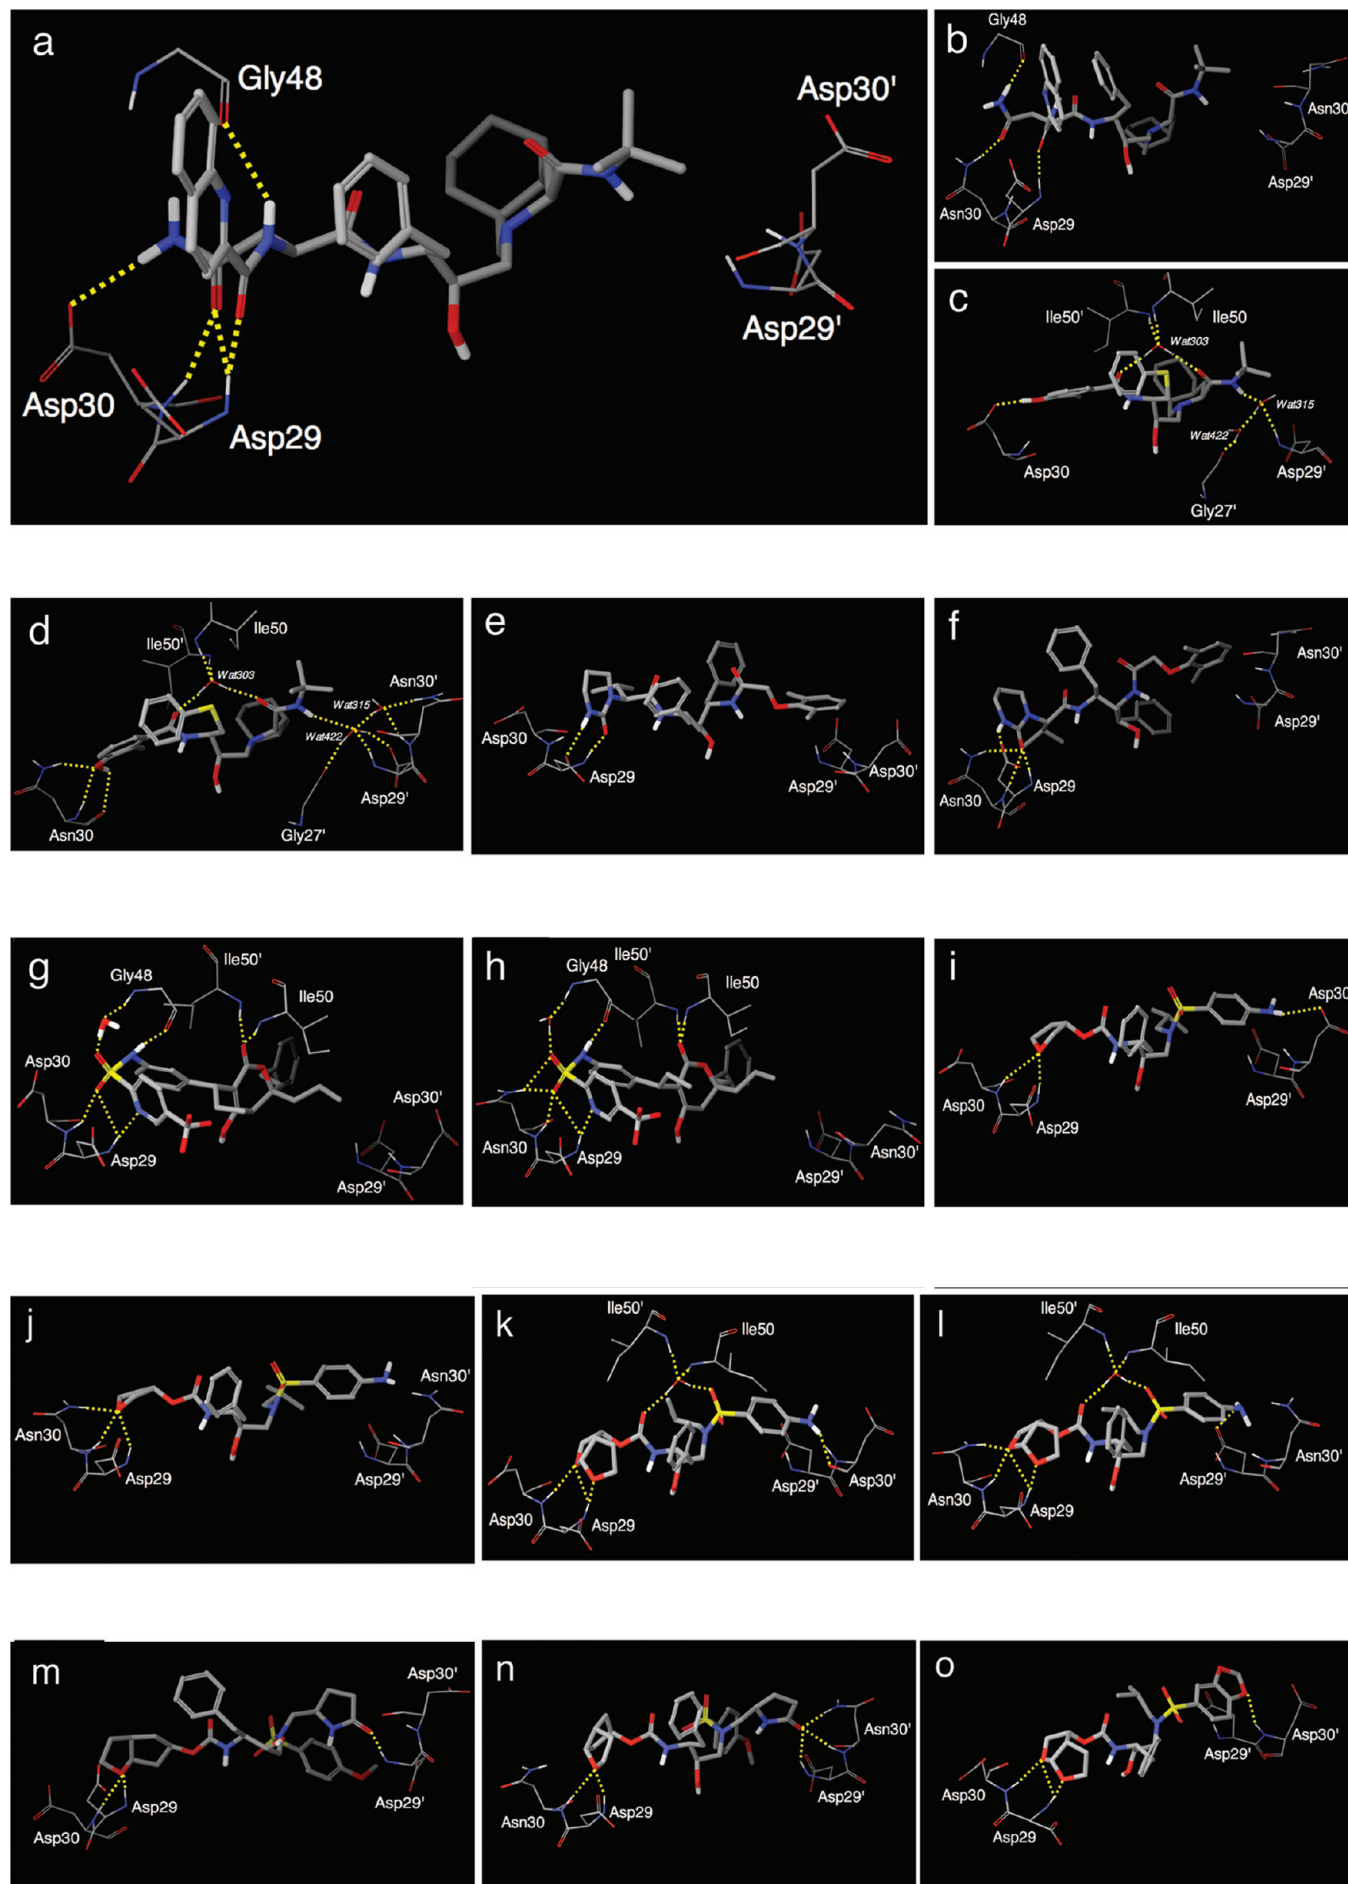 a
Gly48
Asp30'
Asp30
Asp29
Asp29'
b
Gly48
Asn30
Asp29'
Asn30
Asp29
c
Ile50'
Ile50
Wat303
Wat315
Wat422
Asp30
Asp29'
Gly27'
d
Ile50'
Ile50
Wat303
Asn30'
Wat315
Wat422
Asn30
Asp29'
Gly27'
e
Asp30
Asp29
Asp29'
Asp30'
f
Asn30'
Asp29'
Asn30
Asp29
g
Gly48
Ile50'
Ile50
Asp30
Asp30'
Asp29
Asp29'
h
Gly48
Ile50'
Ile50
Asn30
Asp29
Asn30'
Asp29'
i
Asp30
Asp30
Asp29
Asp29'
j
Asn30'
Asn30
Asp29
Asp29'
k
Ile50'
Ile50
Asp30
Asp29
Asp29'
Asp30'
l
Ile50'
Ile50
Asn30
Asp29
Asp29'
Asn30'
m
Asp30'
Asp29
Asp29'
Asp30
n
Asn30'
Asn30
Asp29
Asp29'
o
Asp30
Asp29
Asp29'
Asp30'